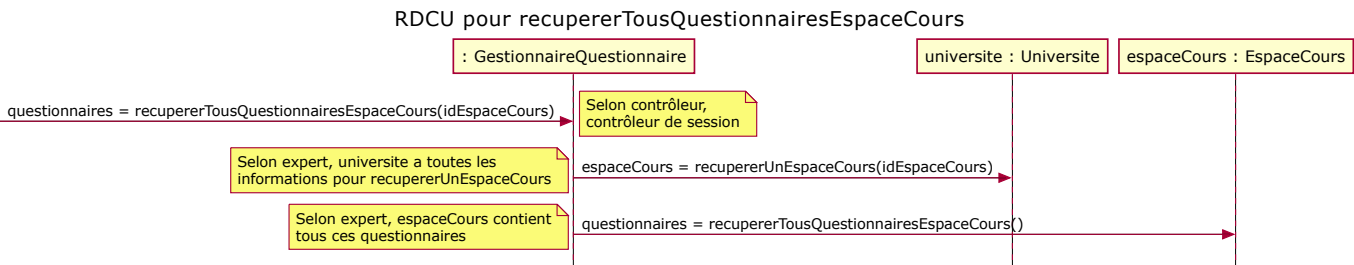 RDCU pour recupererTousQuestionnairesEspaceCours
: GestionnaireQuestionnaire
universite : Universite
espaceCours : EspaceCours
questionnaires = recupererTousQuestionnairesEspaceCours(idEspaceCours)
Selon contrôleur,
contrôleur de session
Selon expert, universite a toutes les
informations pour recupererUnEspaceCours
espaceCours = recupererUnEspaceCours(idEspaceCours)
Selon expert, espaceCours contient
tous ces questionnaires
questionnaires = recupererTousQuestionnairesEspaceCours()